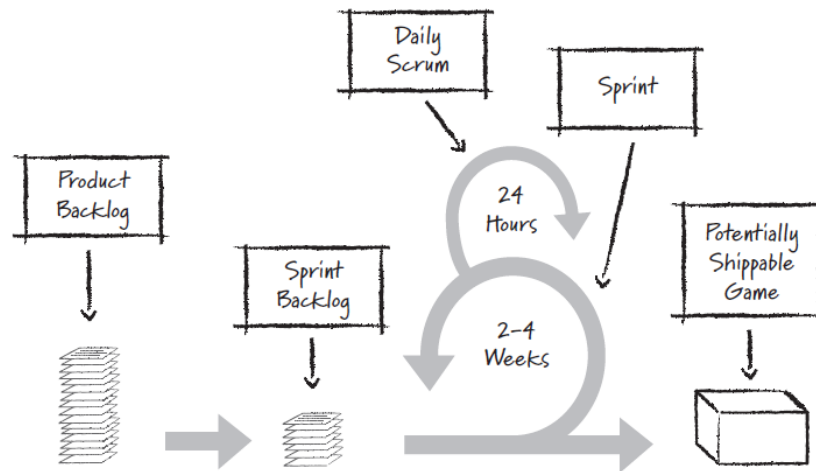 Daily
Scrum
Sprint
Product
Backlog
24
Hours
Potentially
Shippable
Game
Sprint
Backlog
2–4
Weeks